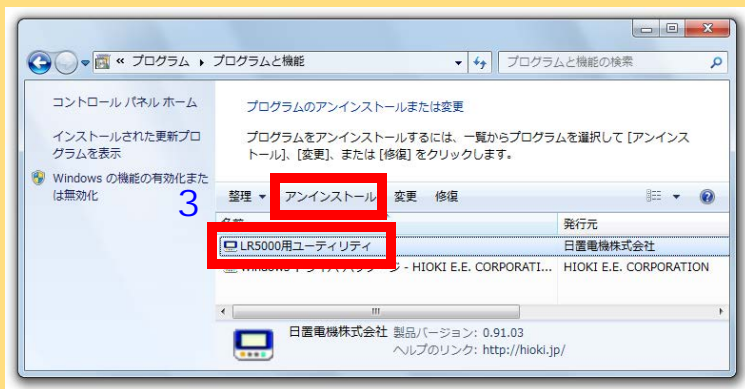 « プログラム ▸ プログラムと機能
プログラムと機能の検索
コントロール パネル ホーム
インストールされた更新プロ
グラムを表示
Windows の機能の有効化また
は無効化
3
プログラムのアンインストールまたは変更
プログラムをアンインストールするには、一覧からプログラムを選択して [アンインス
トール]、[変更]、または [修復] をクリックします。
整理 ▼ アンインストール 変更 修復
発行元
LR5000用ユーティリティ 日置電機株式会社
HIOKI E.E. CORPORATI... HIOKI E.E. CORPORATION
日置電機株式会社 製品バージョン: 0.91.03
ヘルプのリンク: http://hioki.jp/